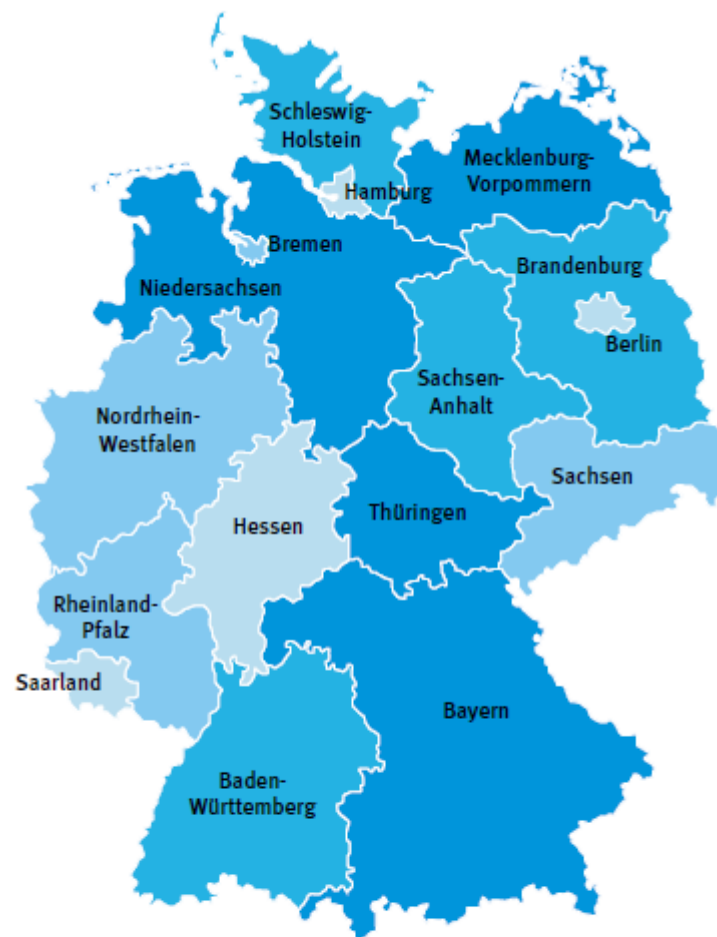 Schleswig-
Holstein
Mecklenburg-
Vorpommern
Hamburg
Bremen
Brandenburg
Niedersachsen
Berlin
Sachsen-
Anhalt
Nordrhein-
Westfalen
Sachsen
Thüringen
Hessen
Rheinland-
Pfalz
Saarland
Bayern
Baden-
Württemberg